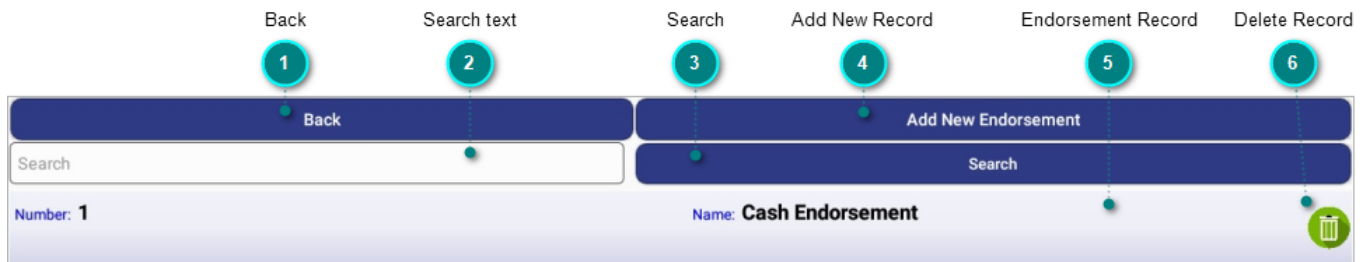 Back Search text Search Add New Record Endorsement Record Delete Record
1 2 3 4 5 6
Back Add New Endorsement
Search Search
Number: 1 Name: Cash Endorsement